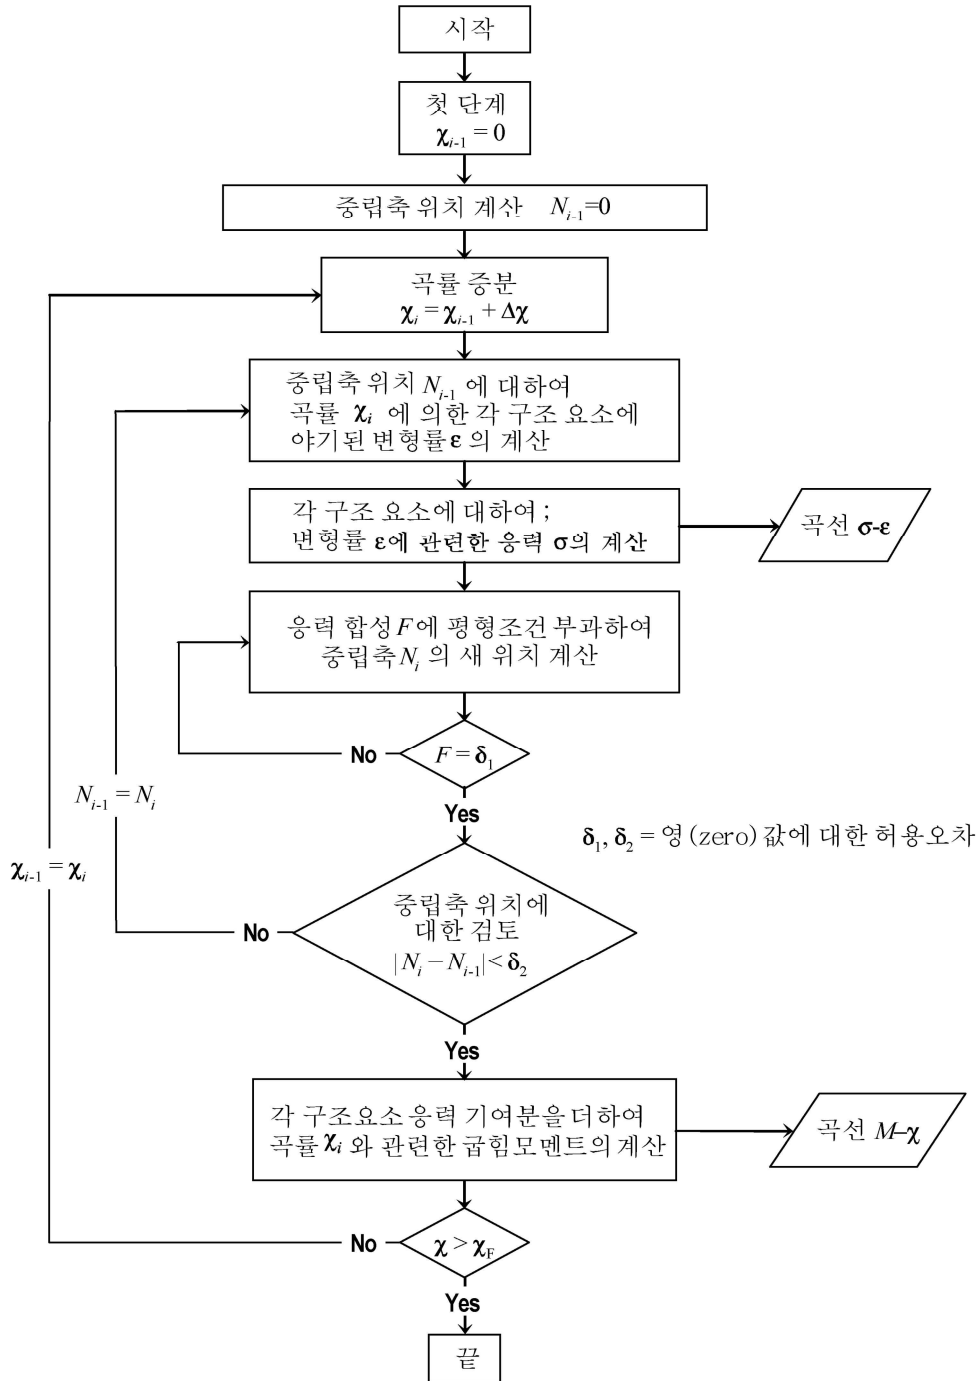 시작
첫 단계
χi-1 = 0
중립축 위치 계산 Ni-1=0
곡률 증분
χi = χi-1 + Δχ
중립축 위치 Ni-1 에 대하여
곡률 χi 에 의한 각 구조 요소에
야기된 변형률 ε 의 계산
각 구조 요소에 대하여 ;
변형률 ε에 관련한 응력 σ의 계산
곡선 σ-ε
응력 합성 F에 평형조건 부과하여
중립축 Ni 의 새 위치 계산
No
F = δ1
Ni-1 = Ni
Yes
δ1, δ2 = 영 (zero) 값에 대한 허용오차
χi-1 = χi
No
중립축 위치에
대한 검토
|Ni – Ni-1| < δ2
Yes
각 구조요소 응력 기여분을 더하여
곡률 χi 와 관련한 굽힘모멘트의 계산
곡선 M–χ
No
χ > χF
Yes
끝